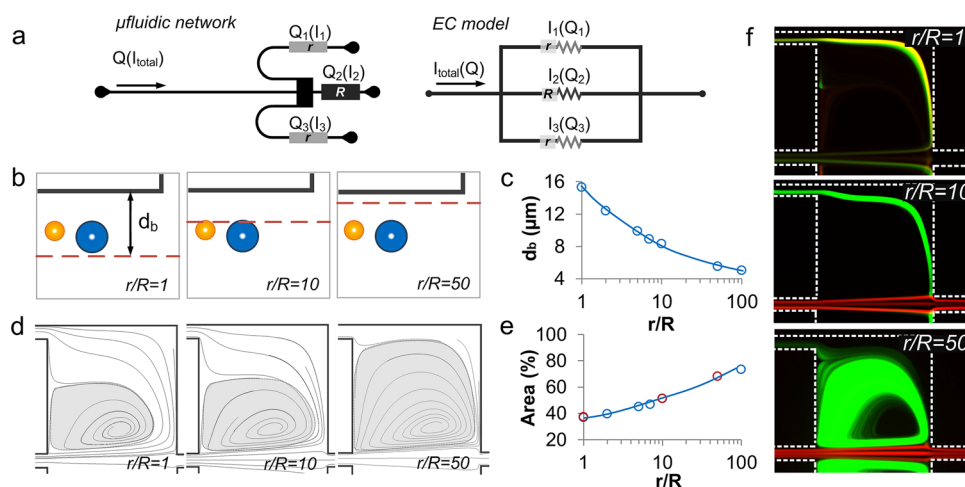 µfluidic network
EC model
a
Q(Itotal)
Q₁(I₁)
r
Q₂(I₂)
R
Q₃(I₃)
r
Itotal(Q)
I₁(Q₁)
r
I₂(Q₂)
R
I₃(Q₃)
r
b
d_b
r/R=1
r/R=10
r/R=50
c
d_b (µm)
16
12
8
4
1
10
100
r/R
d
r/R=1
r/R=10
r/R=50
e
Area (%)
100
80
60
40
20
1
10
100
r/R
f
r/R=1
r/R=10
r/R=50